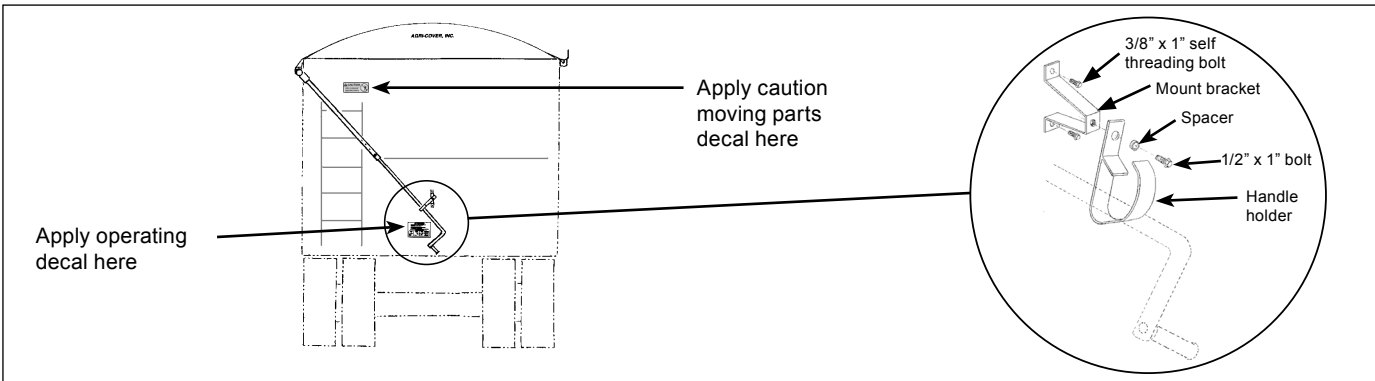 AGRI-COVER, INC.
Apply caution
moving parts
decal here
Apply operating
decal here
3/8” x 1” self
threading bolt
Mount bracket
Spacer
1/2” x 1” bolt
Handle
holder